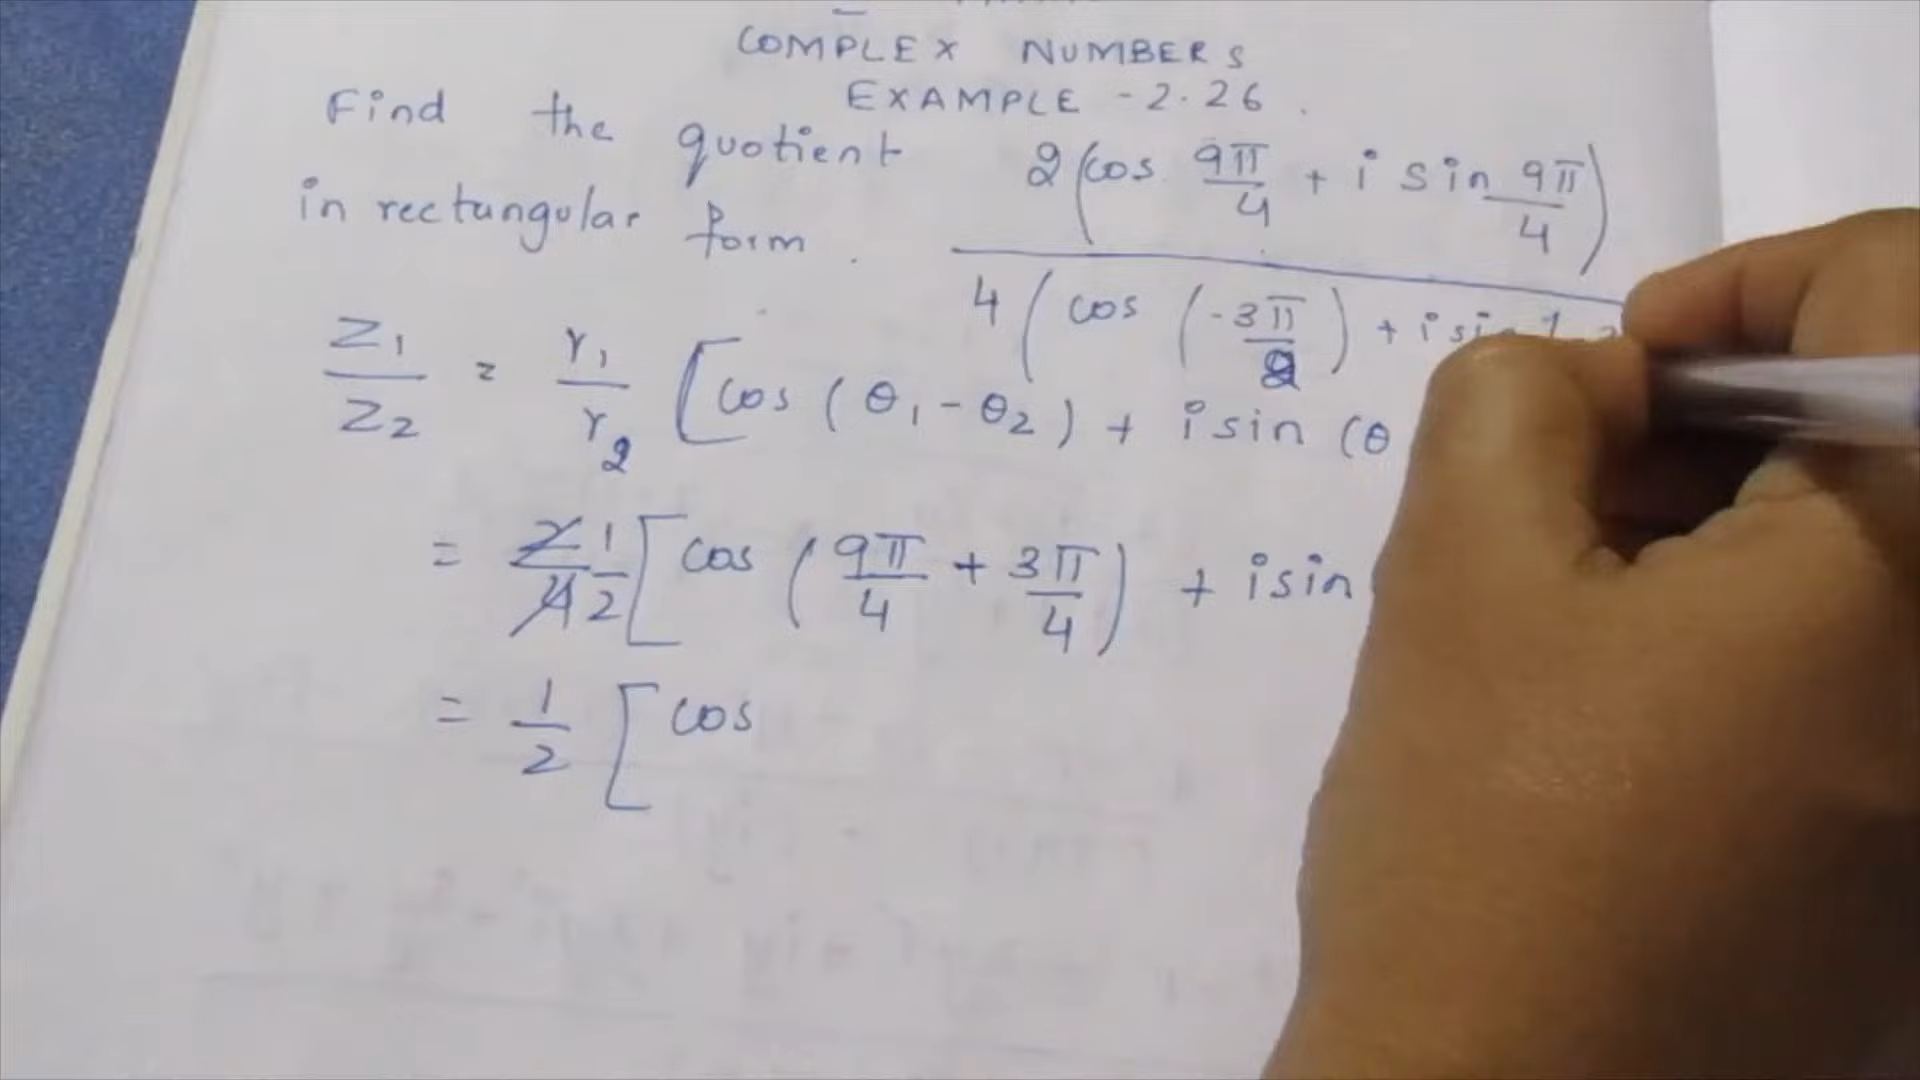 COMPLEX NUMBERS
EXAMPLE - 2.26.
Find the quotient 2(cos 9π/4 + i sin 9π/4)
in rectangular form. 4(cos (-3π/2) + i sin
Z1/Z2 = r1/r2 [cos (θ1 - θ2) + i sin (θ
= 2/4 1/2 [cos (9π/4 + 3π/4) + i sin
= 1/2 [cos